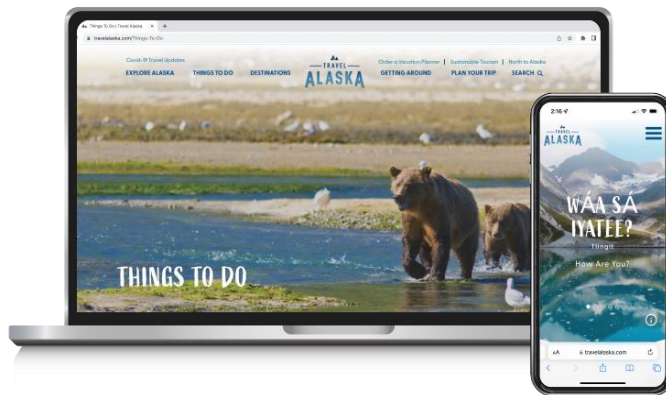 Things To Do | Travel Alaska
travelalaska.com/Things-To-Do
Covid-19 Travel Updates
Order a Vacation Planner | Sustainable Tourism | North to Alaska
EXPLORE ALASKA THINGS TO DO DESTINATIONS
TRAVEL
ALASKA
GETTING AROUND PLAN YOUR TRIP SEARCH
THINGS TO DO
2:16
TRAVEL
ALASKA
WÁA SÁ
IYATEE?
Tlingit
How Are You?
AA travelalaska.com